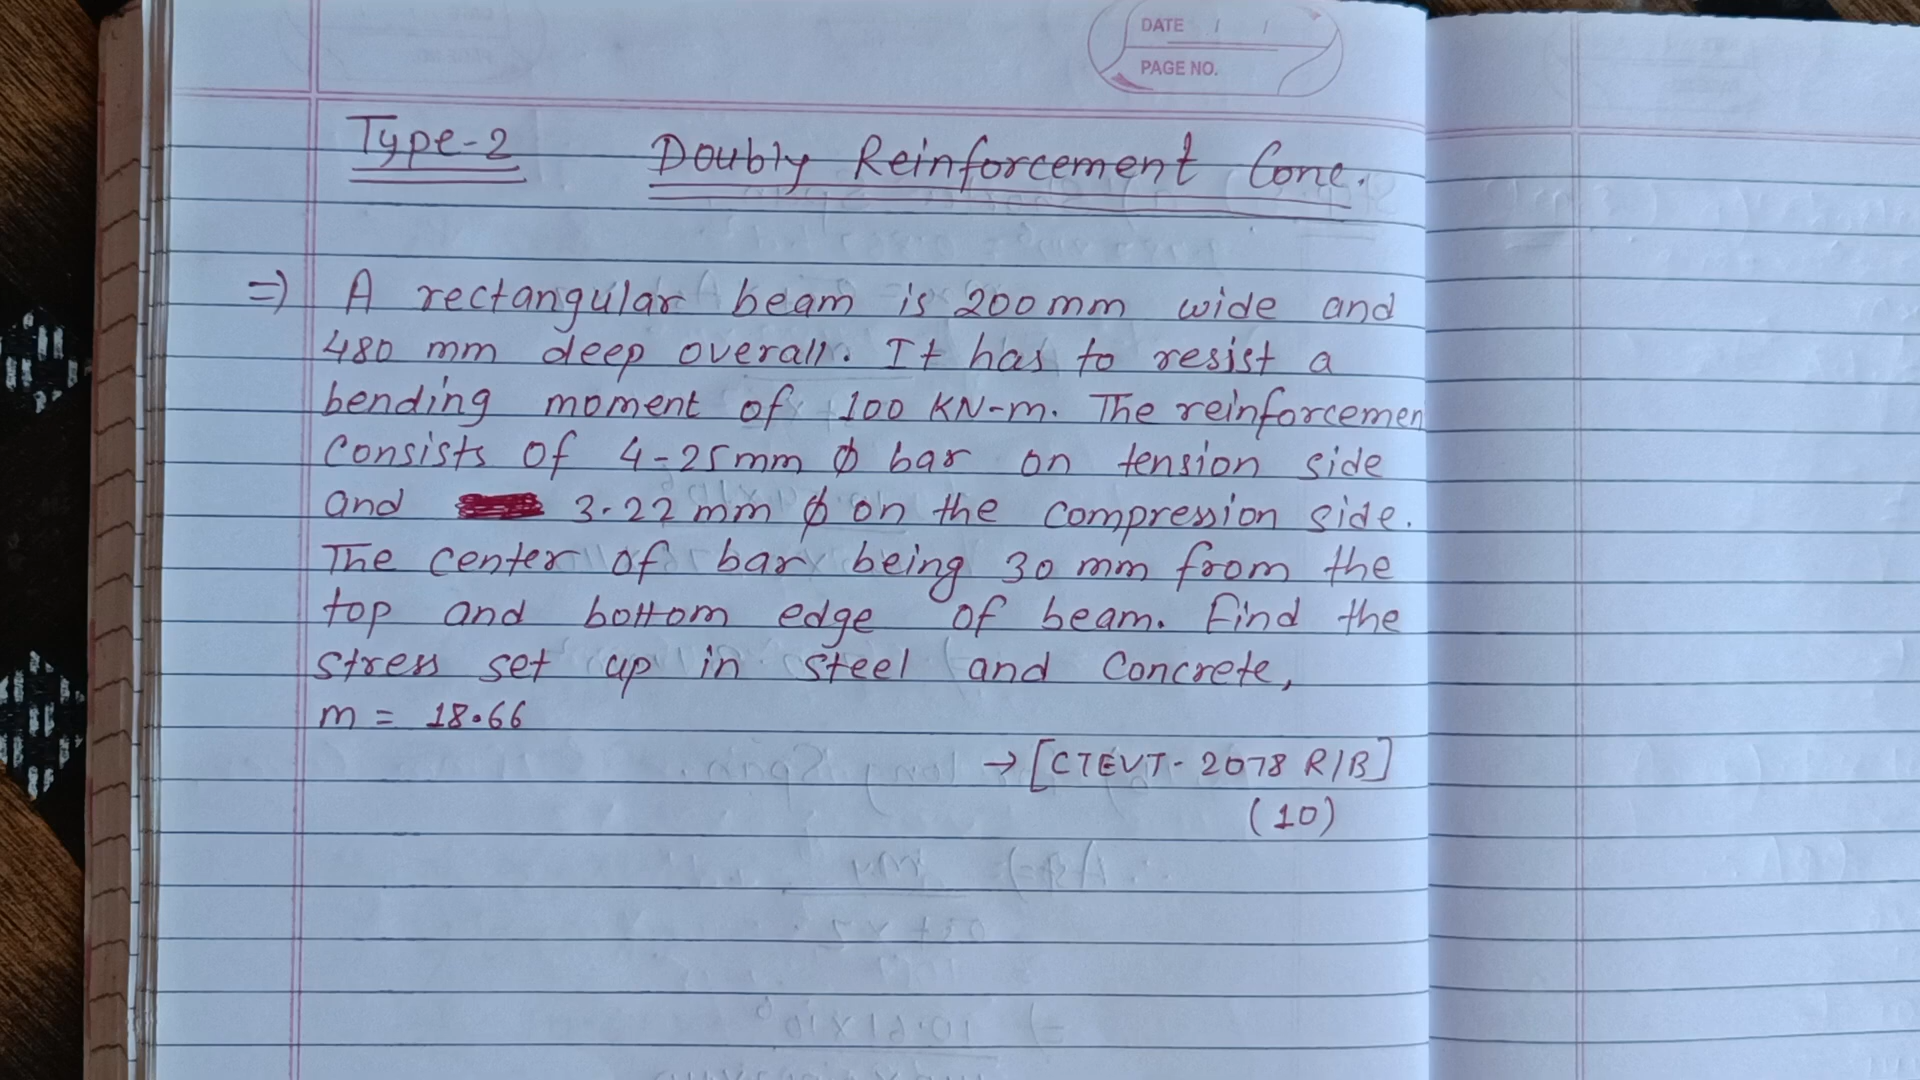 DATE / /
PAGE NO.
Type-2 Doubly Reinforcement Conc.
=) A rectangular beam is 200mm wide and
480 mm deep overall. It has to resist a
bending moment of 100 KN-m. The reinforcemen
consists of 4-25mm ϕ bar on tension side
and 3-22mm ϕ on the compression side.
The center of bar being 30 mm from the
top and bottom edge of beam. Find the
stress set up in steel and concrete,
m = 18.66
→ [CTEVT- 2078 R/B]
(10)